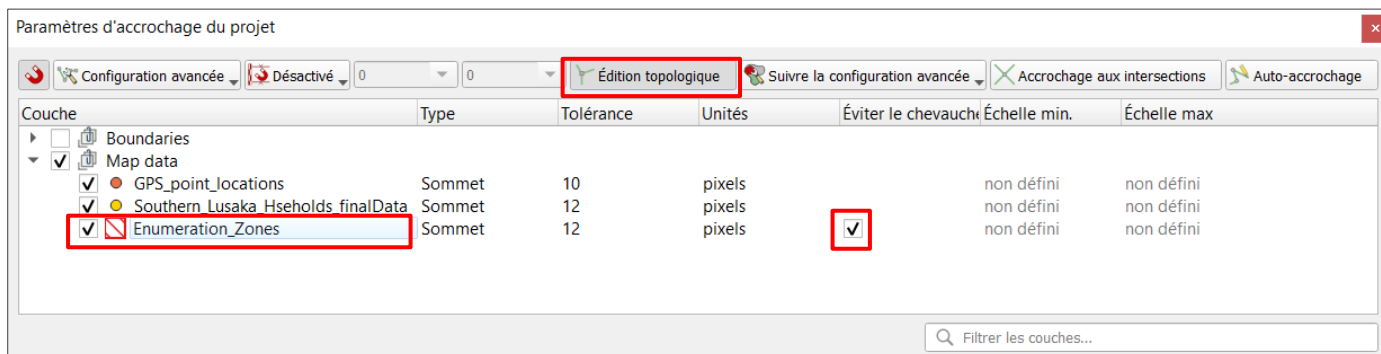 Paramètres d'accrochage du projet
Configuration avancée Désactivé 0 0 Édition topologique Suivre la configuration avancée Accrochage aux intersections Auto-accrochage
Couche Type Tolérance Unités Éviter le chevauche Échelle min. Échelle max
Boundaries
Map data
GPS_point_locations Sommet 10 pixels non défini non défini
Southern_Lusaka_Hseholds_finalData Sommet 12 pixels non défini non défini
Enumeration_Zones Sommet 12 pixels non défini non défini
Filtrer les couches...